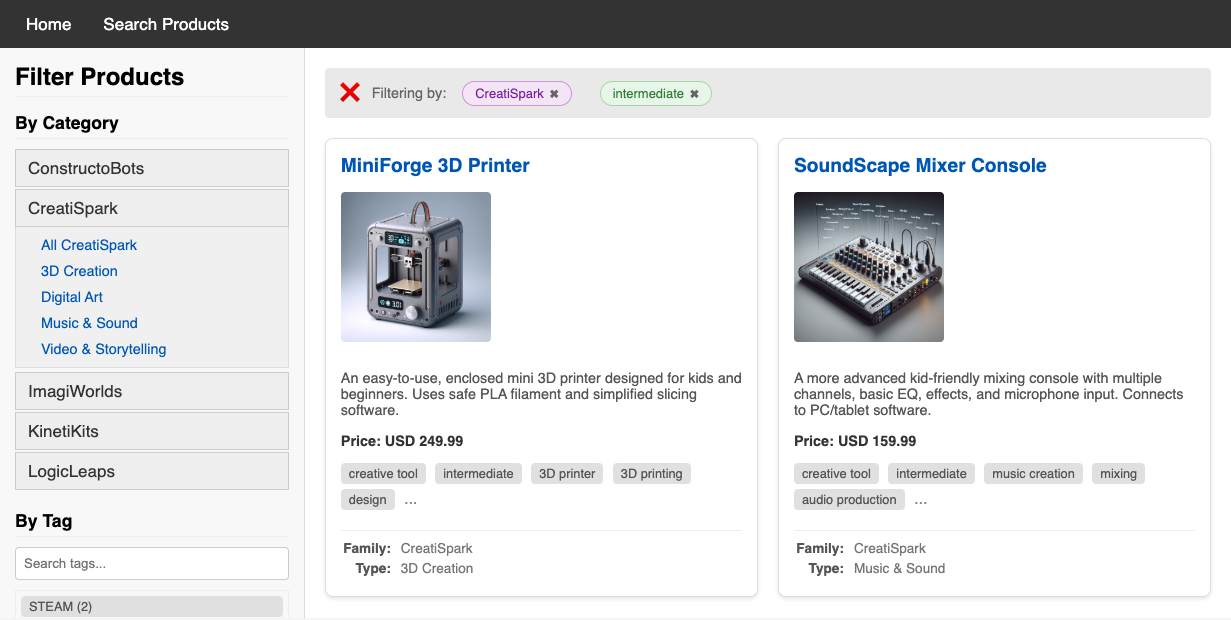 Home
Search Products
Filter Products
By Category
ConstructoBots
CreatiSpark
All CreatiSpark
3D Creation
Digital Art
Music & Sound
Video & Storytelling
ImagiWorlds
KinetiKits
LogicLeaps
By Tag
Search tags...
STEAM (2)
Filtering by:
CreatiSpark ✖
intermediate ✖
MiniForge 3D Printer
An easy-to-use, enclosed mini 3D printer designed for kids and
beginners. Uses safe PLA filament and simplified slicing
software.
Price: USD 249.99
creative tool
intermediate
3D printer
3D printing
design
...
Family: CreatiSpark
Type: 3D Creation
SoundScape Mixer Console
A more advanced kid-friendly mixing console with multiple
channels, basic EQ, effects, and microphone input. Connects
to PC/tablet software.
Price: USD 159.99
creative tool
intermediate
music creation
mixing
audio production
...
Family: CreatiSpark
Type: Music & Sound